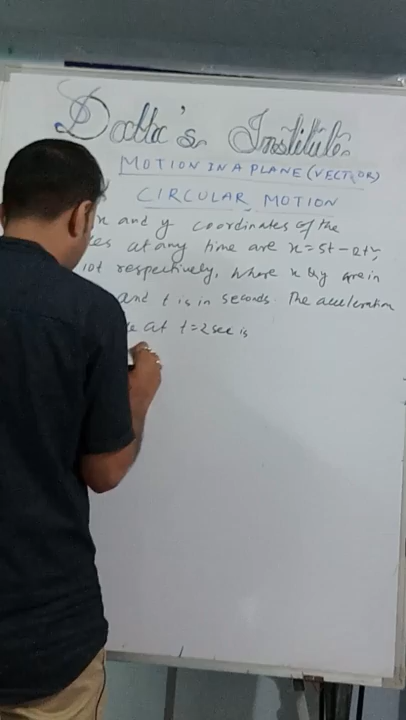 Datta's Institute
MOTION IN A PLANE (VECTOR)
CIRCULAR MOTION
x and y coordinates of the
at any time are x = 5t - 2t²,
10t respectively, where x & y are in
and t is in seconds. The acceleration
at t = 2 sec is